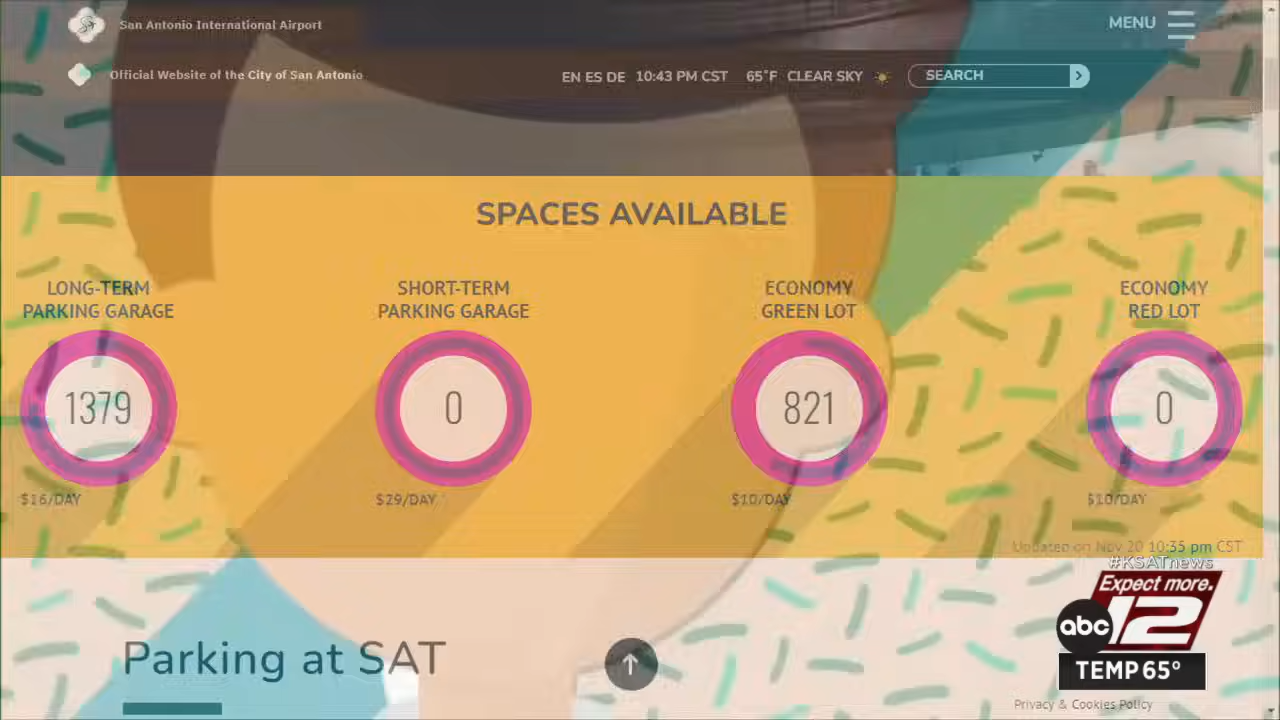 San Antonio International Airport
MENU
Official Website of the City of San Antonio
EN ES DE 10:43 PM CST 65°F CLEAR SKY
SEARCH
SPACES AVAILABLE
LONG-TERM
PARKING GARAGE
SHORT-TERM
PARKING GARAGE
ECONOMY
GREEN LOT
ECONOMY
RED LOT
1379
0
821
0
$16/DAY
$29/DAY
$10/DAY
$10/DAY
Updated on Nov 20 10:35 pm CST
#KSATnews
Expect more.
abc 12
TEMP 65°
Parking at SAT
Privacy & Cookies Policy